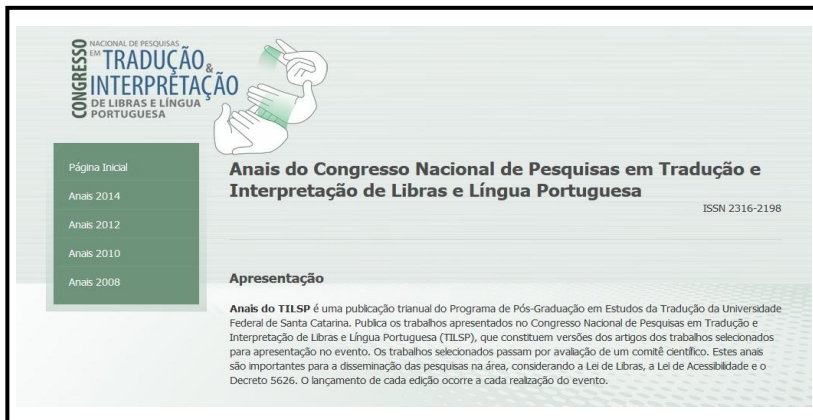 CONGRESSO
NACIONAL DE PESQUISAS
EM TRADUÇÃO &
INTERPRETAÇÃO
DE LIBRAS E LÍNGUA
PORTUGUESA
Página Inicial
Anais 2014
Anais 2012
Anais 2010
Anais 2008
Anais do Congresso Nacional de Pesquisas em Tradução e
Interpretação de Libras e Língua Portuguesa
ISSN 2316-2198
Apresentação
Anais do TILSP é uma publicação trianual do Programa de Pós-Graduação em Estudos da Tradução da Universidade
Federal de Santa Catarina. Publica os trabalhos apresentados no Congresso Nacional de Pesquisas em Tradução e
Interpretação de Libras e Língua Portuguesa (TILSP), que constituem versões dos artigos dos trabalhos selecionados
para apresentação no evento. Os trabalhos selecionados passam por avaliação de um comitê científico. Estes anais
são importantes para a disseminação das pesquisas na área, considerando a Lei de Libras, a Lei de Acessibilidade e o
Decreto 5626. O lançamento de cada edição ocorre a cada realização do evento.